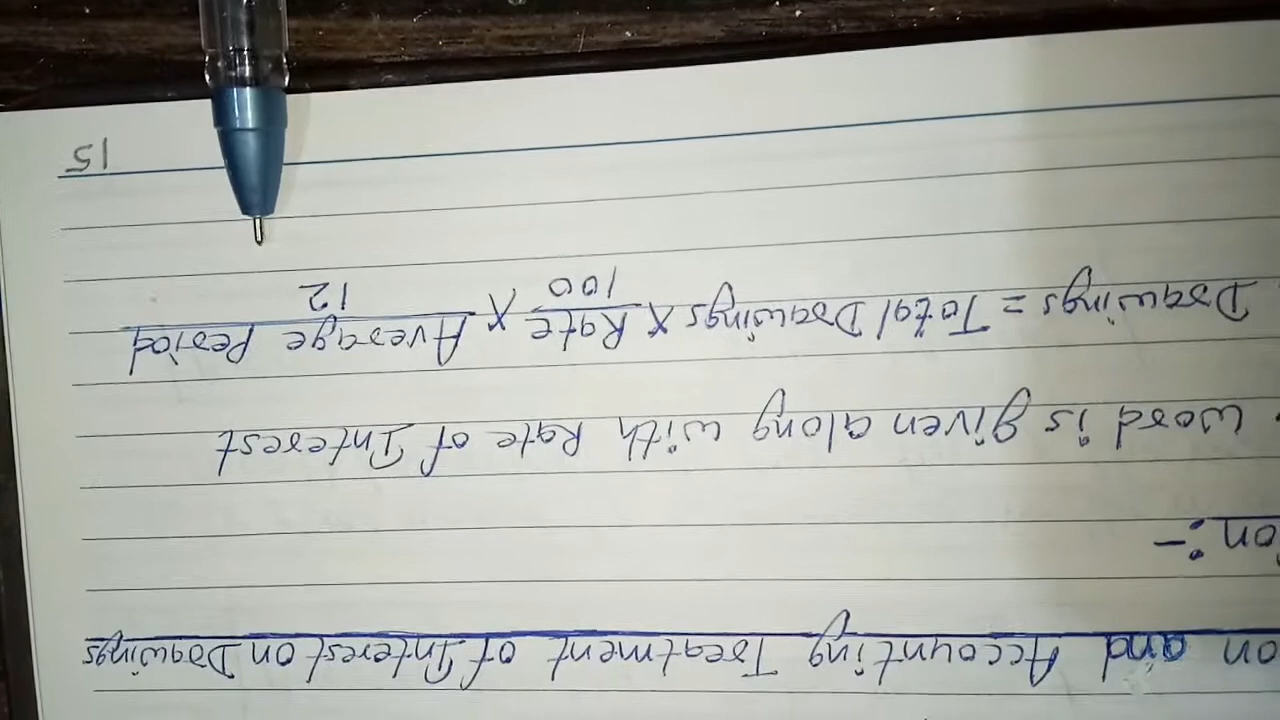 on and Accounting Treatment of Interest on Drawings
on :-
word is given along with Rate of Interest
Drawings = Total Drawings x Rate/100 x Average Period/12
15